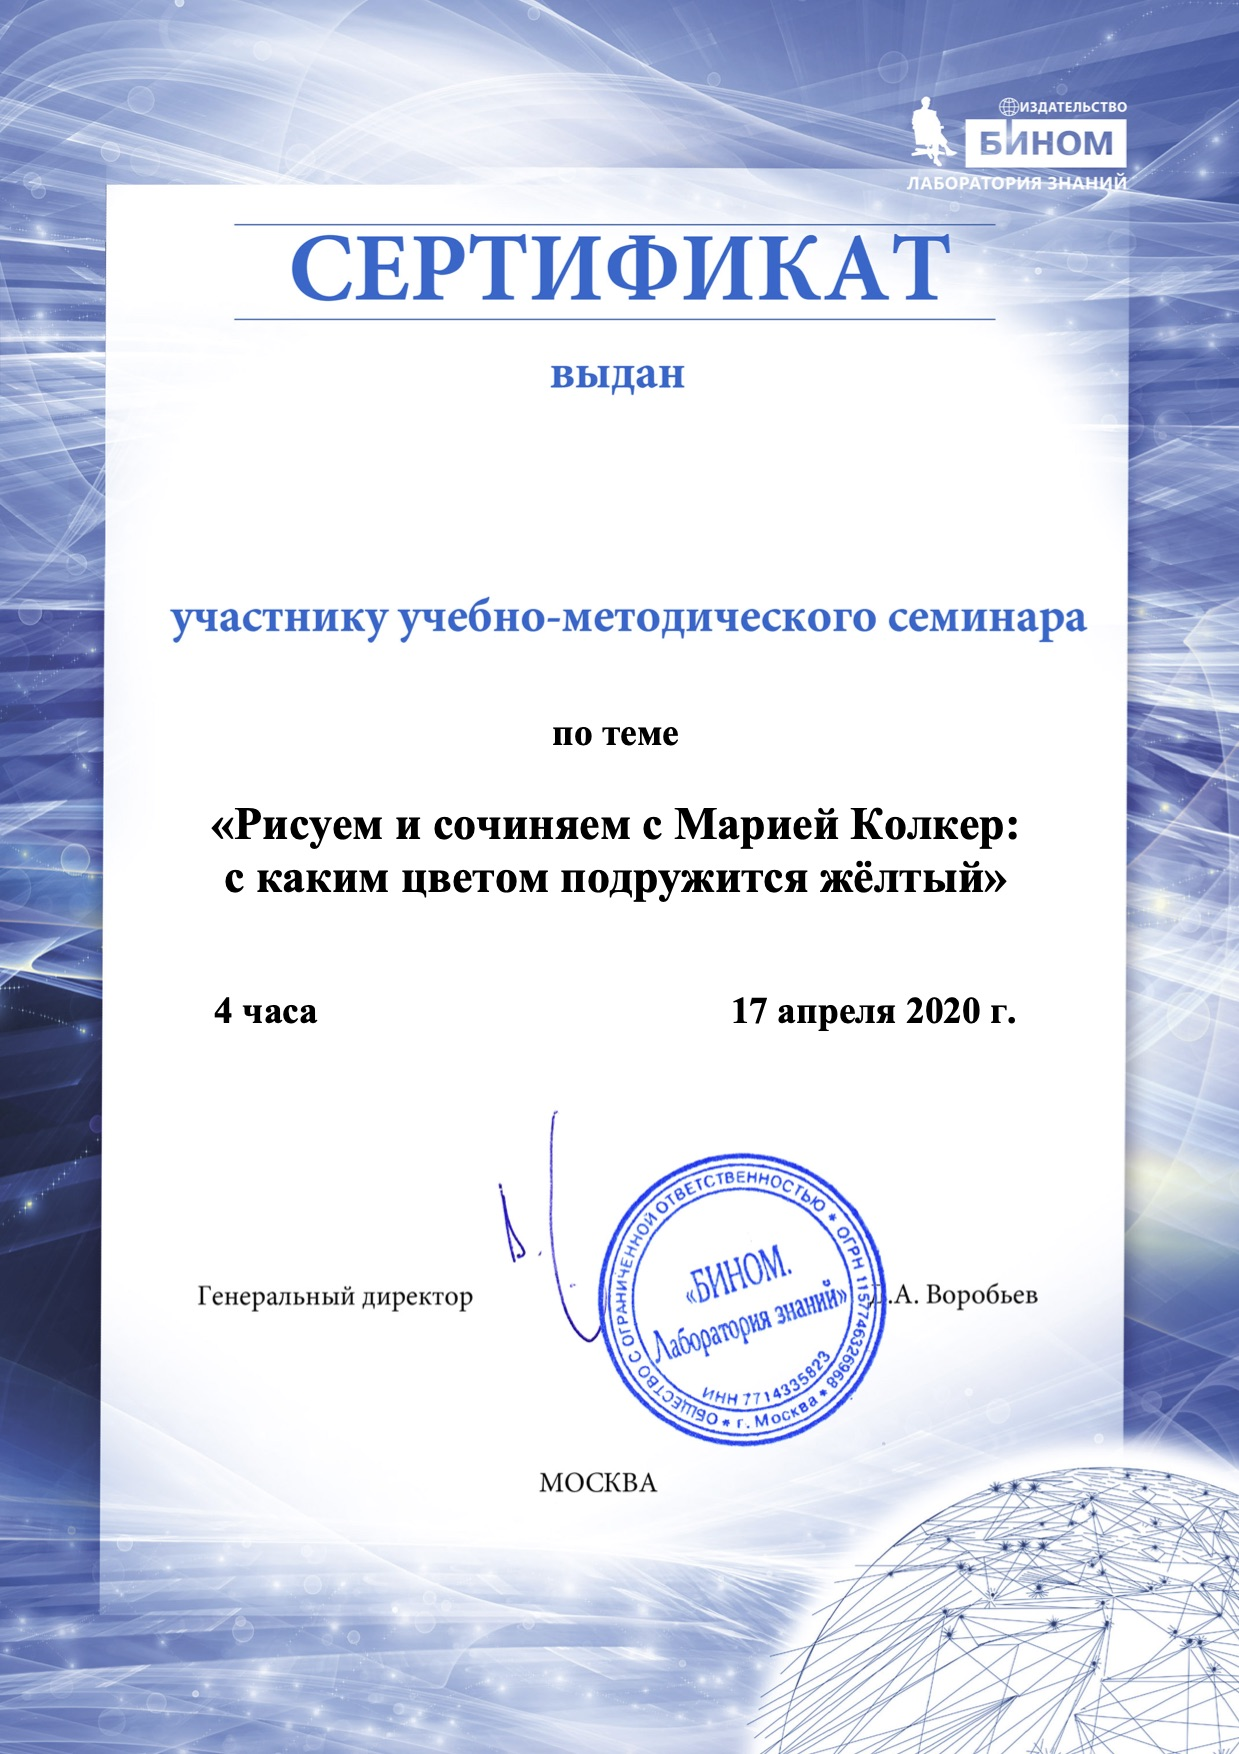 ИЗДАТЕЛЬСТВО
БИНОМ
ЛАБОРАТОРИЯ ЗНАНИЙ
СЕРТИФИКАТ
выдан
участнику учебно-методического семинара
по теме
«Рисуем и сочиняем с Марией Колкер:
с каким цветом подружится жёлтый»
4 часа 17 апреля 2020 г.
Генеральный директор
.А. Воробьев
ОБЩЕСТВО С ОГРАНИЧЕННОЙ ОТВЕТСТВЕННОСТЬЮ * ОГРН 1157746326968 * г. Москва *
«БИНОМ.
Лаборатория знаний»
ИНН 7714335823
МОСКВА